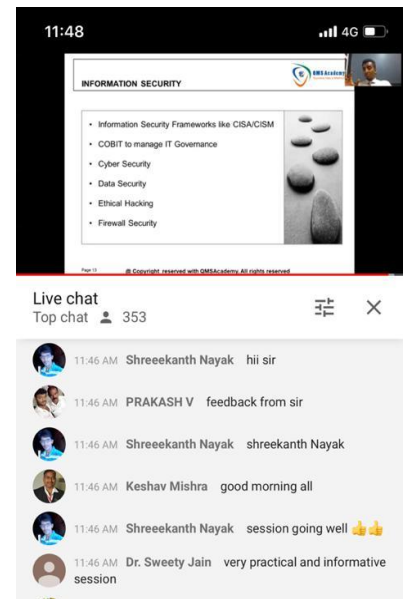 11:48
4G
INFORMATION SECURITY
QMS Academy
• Information Security Frameworks like CISA/CISM
• COBIT to manage IT Governance
• Cyber Security
• Data Security
• Ethical Hacking
• Firewall Security
Page 13 @ Copyright reserved with QMSAcademy. All rights reserved
Live chat
Top chat 353
11:46 AM Shreeekanth Nayak hii sir
11:46 AM PRAKASH V feedback from sir
11:46 AM Shreeekanth Nayak shreekanth Nayak
11:46 AM Keshav Mishra good morning all
11:46 AM Shreeekanth Nayak session going well 👍👍
11:46 AM Dr. Sweety Jain very practical and informative
session